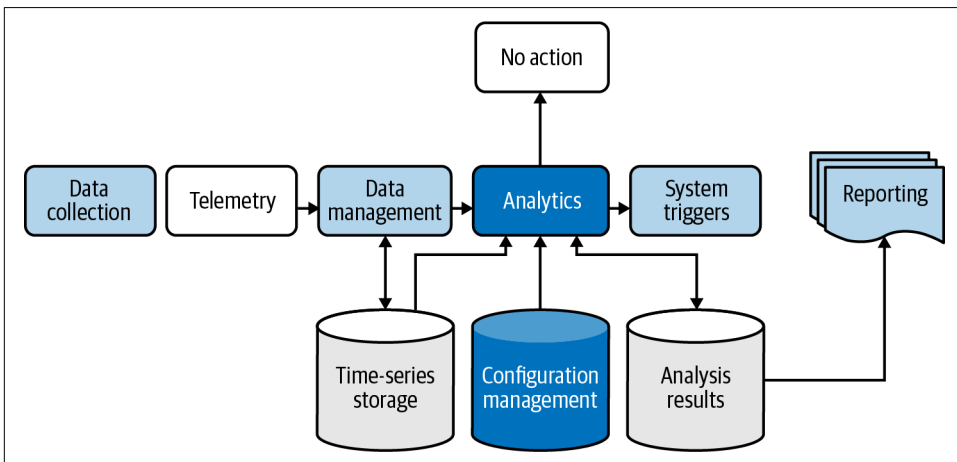 No action
Data
collection
Telemetry
Data
management
Analytics
System
triggers
Reporting
Time-series
storage
Configuration
management
Analysis
results